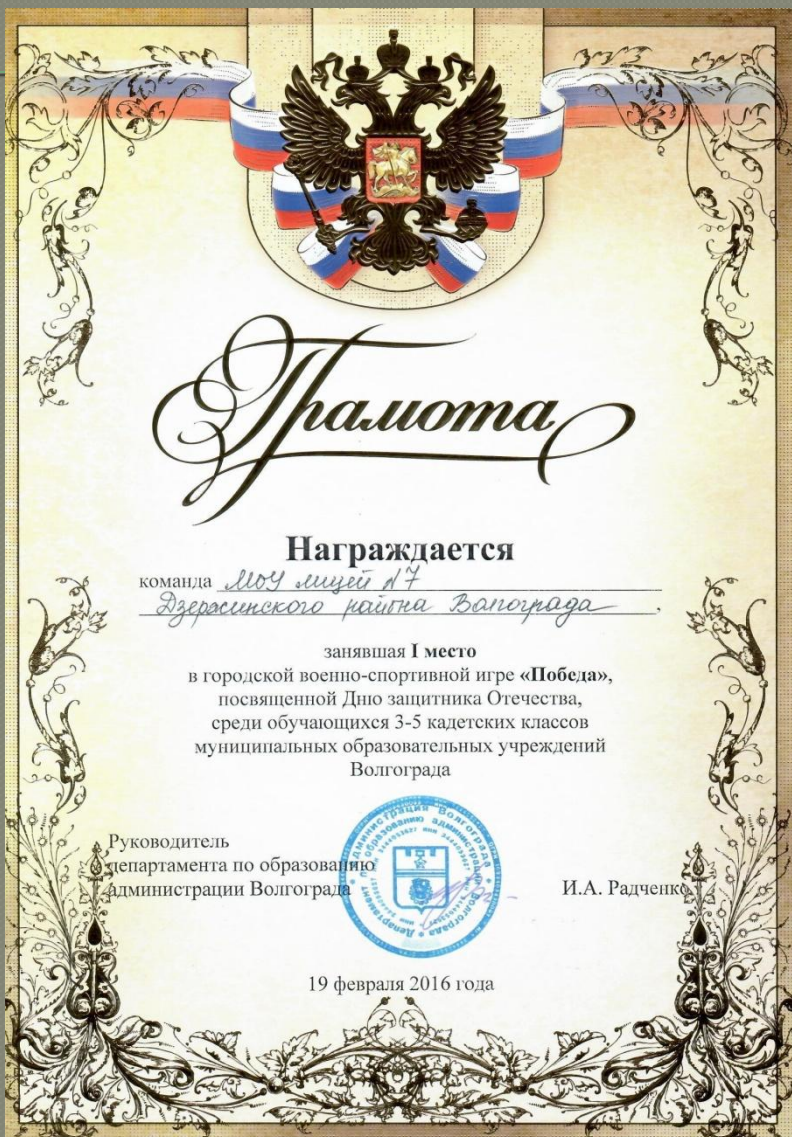 Грамота
Награждается
команда МОУ лицей №7
Дзержинского района Волгограда.
занявшая I место
в городской военно-спортивной игре «Победа»,
посвященной Дню защитника Отечества,
среди обучающихся 3-5 кадетских классов
муниципальных образовательных учреждений
Волгограда
Руководитель
департамента по образованию
администрации Волгограда
И.А. Радченко
19 февраля 2016 года